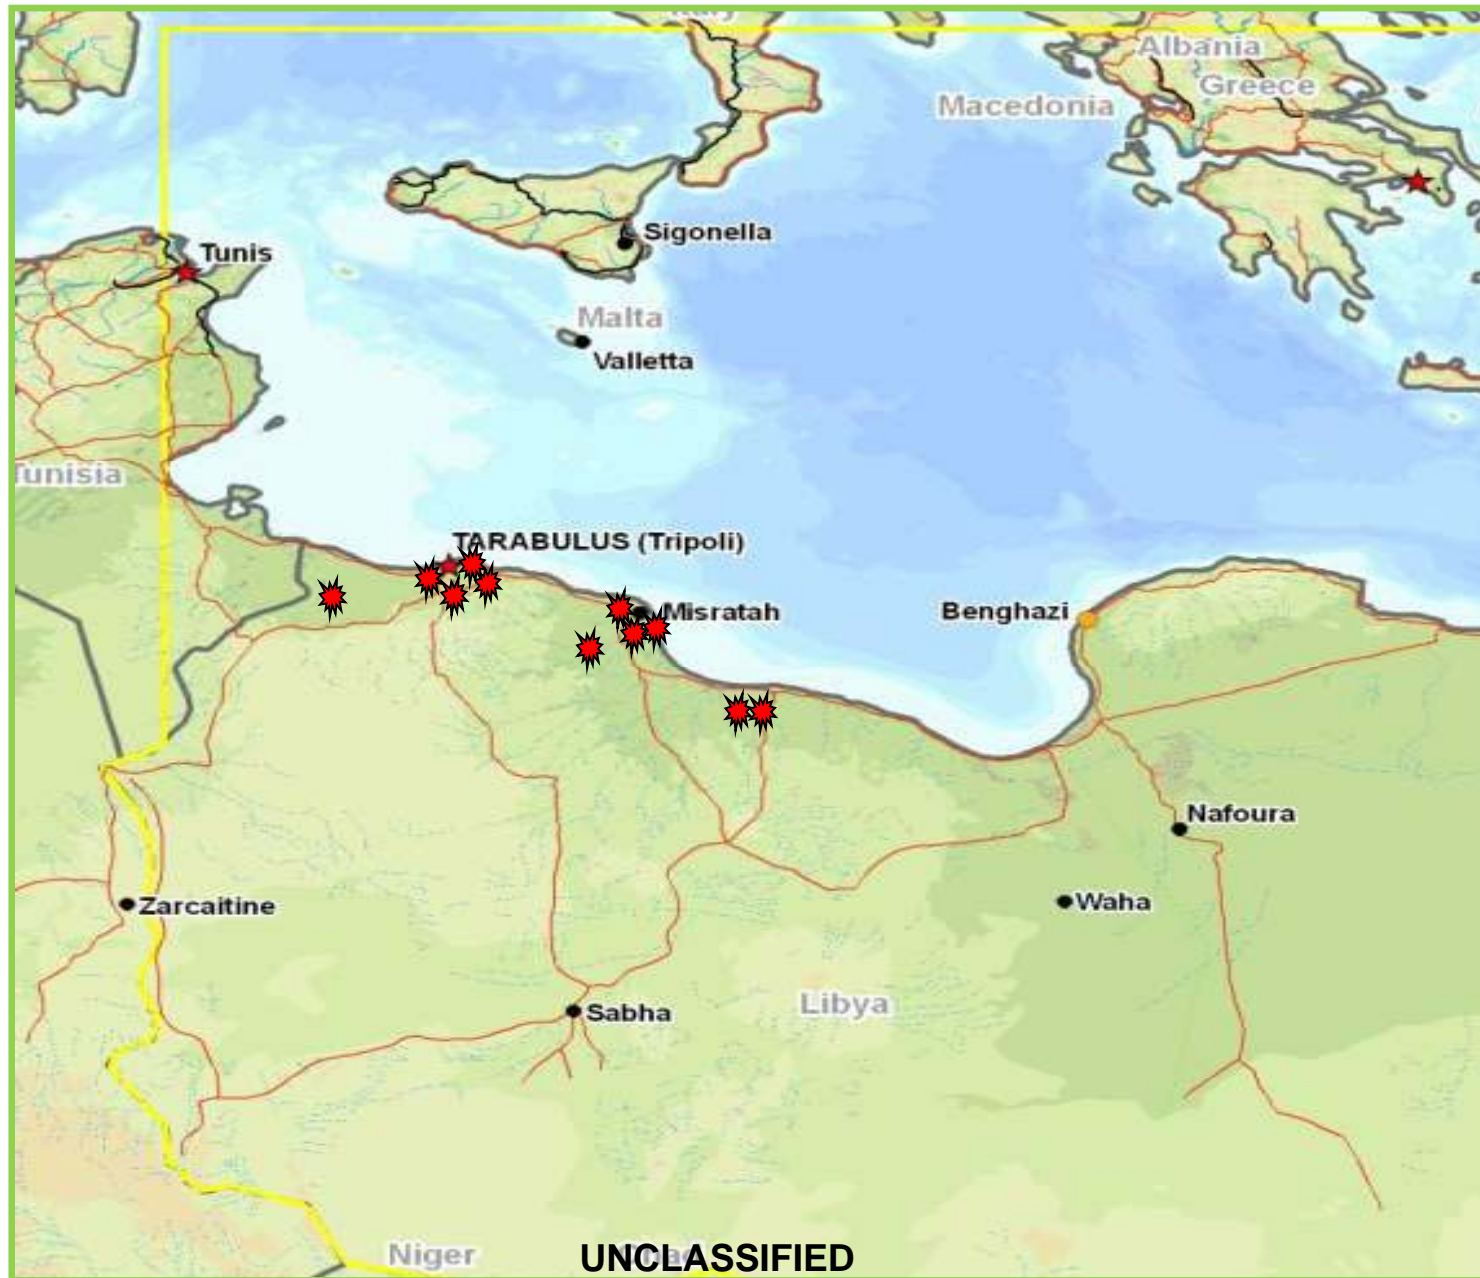 Italy
Albania
Greece
Macedonia
Sigonella
Tunis
Malta
Valletta
Tunisia
TARABULUS (Tripoli)
Misratah
Benghazi
Nafoura
Zarcaitine
Waha
Libya
Sabha
Niger
UNCLASSIFIED